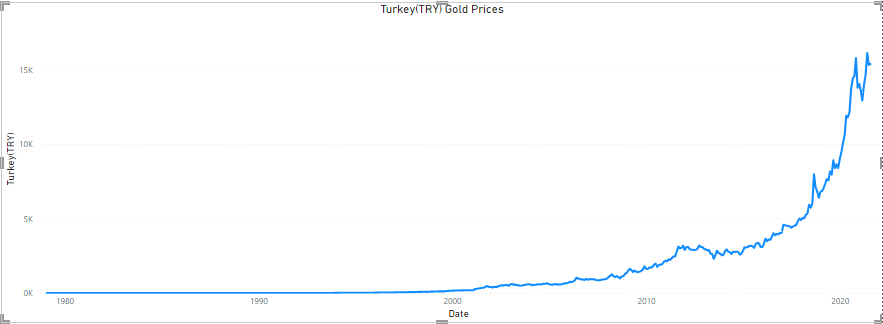 Turkey(TRY) Gold Prices
Turkey(TRY)
15K
10K
5K
0K
1980 1990 2000 2010 2020
Date